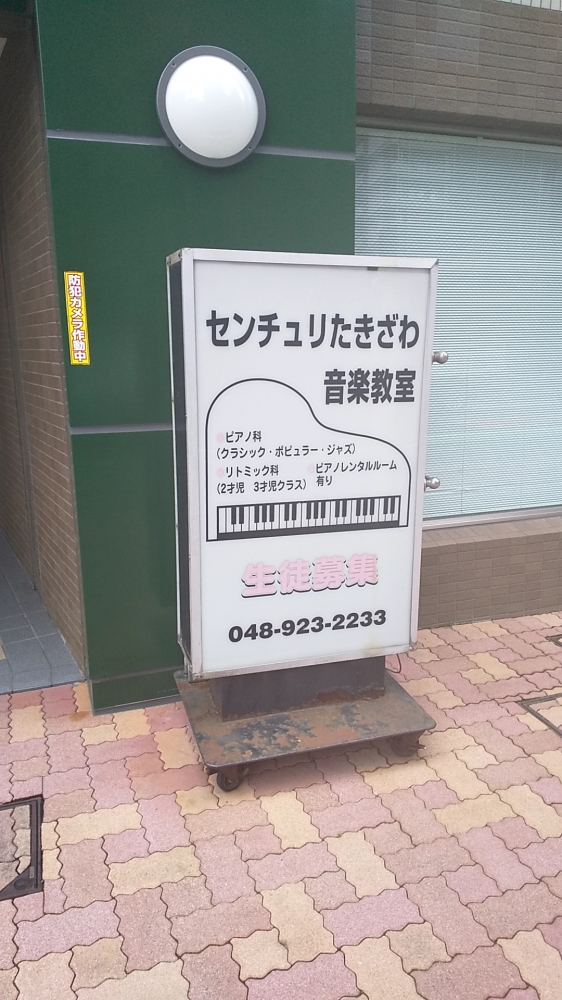 防犯カメラ作動中
センチュリたきざわ
音楽教室
●ピアノ科
(クラシック・ポピュラー・ジャズ)
●リトミック科
(2才児 3才児クラス)
●ピアノレンタルルーム
有り
生徒募集
048-923-2233